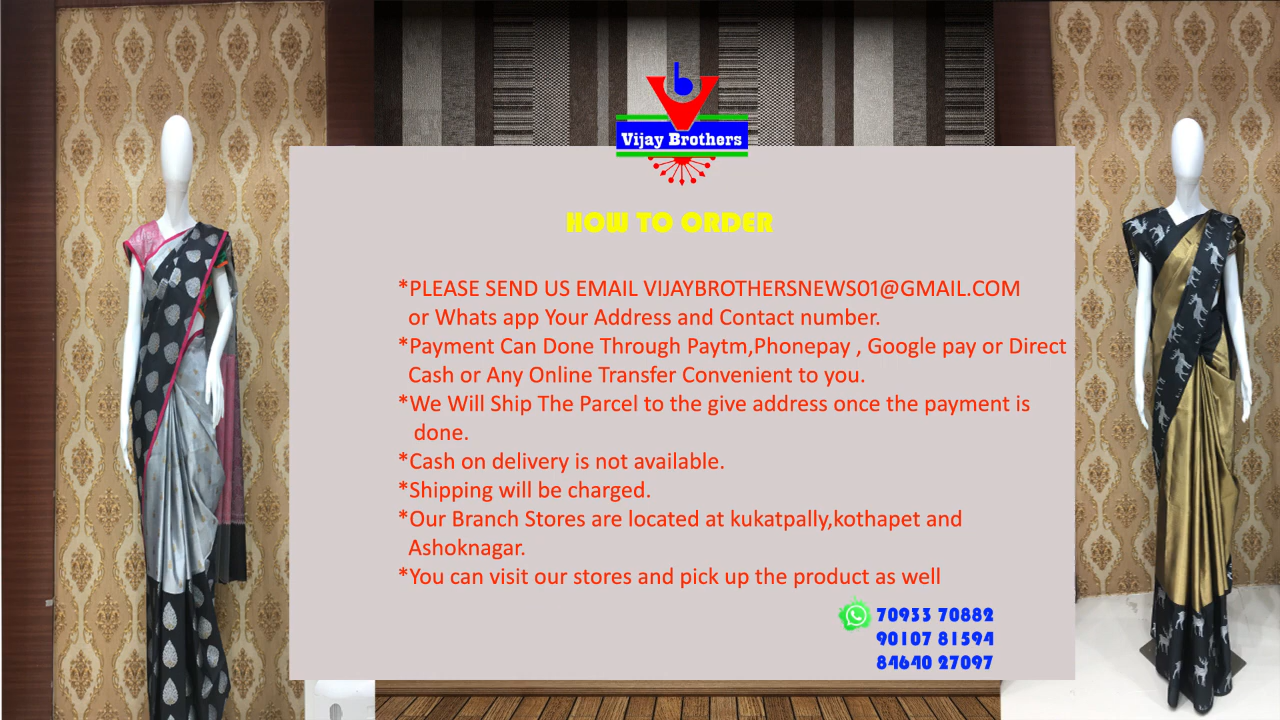 b
Vijay Brothers
HOW TO ORDER
*PLEASE SEND US EMAIL VIJAYBROTHERSNEWS01@GMAIL.COM
or Whats app Your Address and Contact number.
*Payment Can Done Through Paytm,Phonepay , Google pay or Direct
Cash or Any Online Transfer Convenient to you.
*We Will Ship The Parcel to the give address once the payment is
done.
*Cash on delivery is not available.
*Shipping will be charged.
*Our Branch Stores are located at kukatpally,kothapet and
Ashoknagar.
*You can visit our stores and pick up the product as well
70933 70882
90107 81594
84640 27097